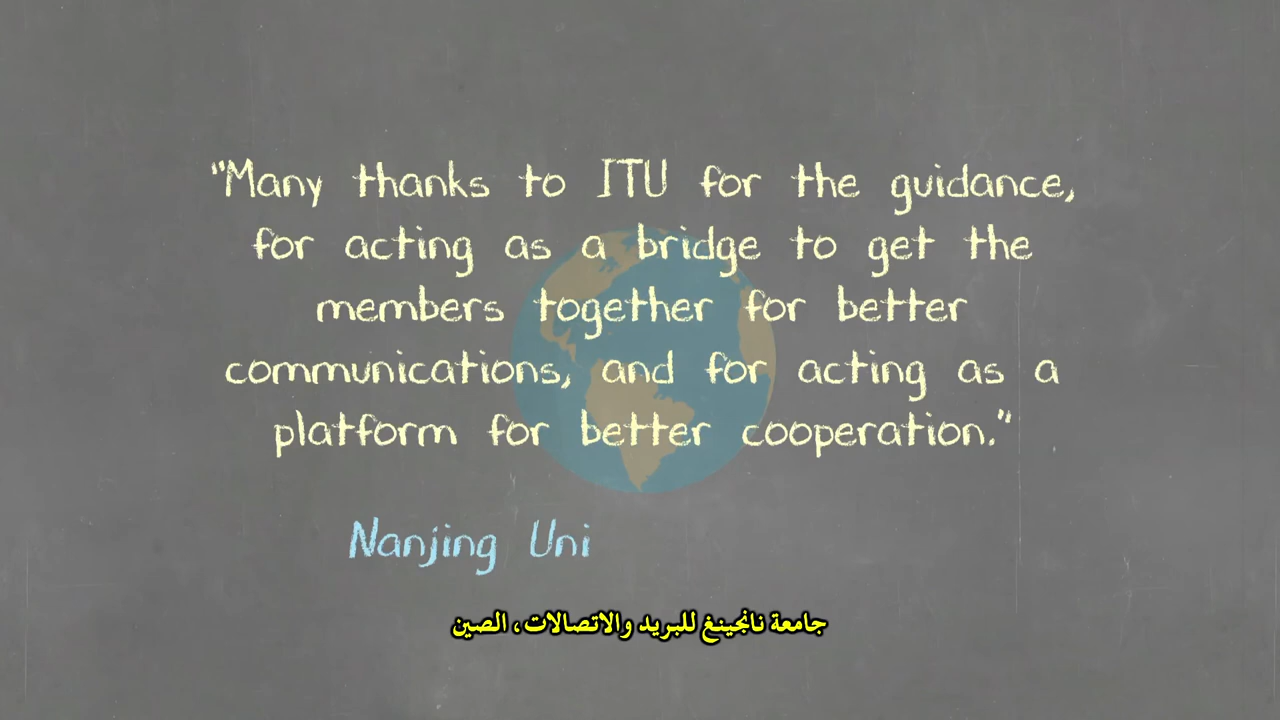 "Many thanks to ITU for the guidance,
for acting as a bridge to get the
members together for better
communications, and for acting as a
platform for better cooperation."
Nanjing Uni
جامعة نانجينغ للبريد والاتصالات، الصين